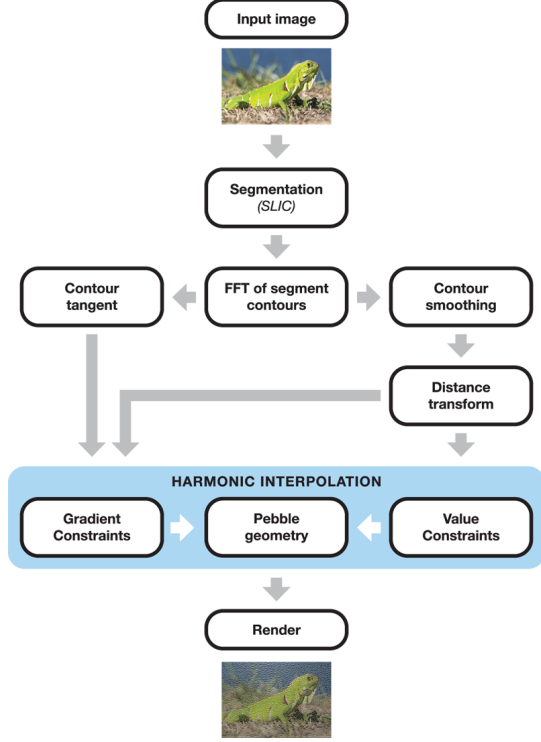 Input image
Segmentation
(SLIC)
Contour
tangent
FFT of segment
contours
Contour
smoothing
Distance
transform
HARMONIC INTERPOLATION
Gradient
Constraints
Pebble
geometry
Value
Constraints
Render